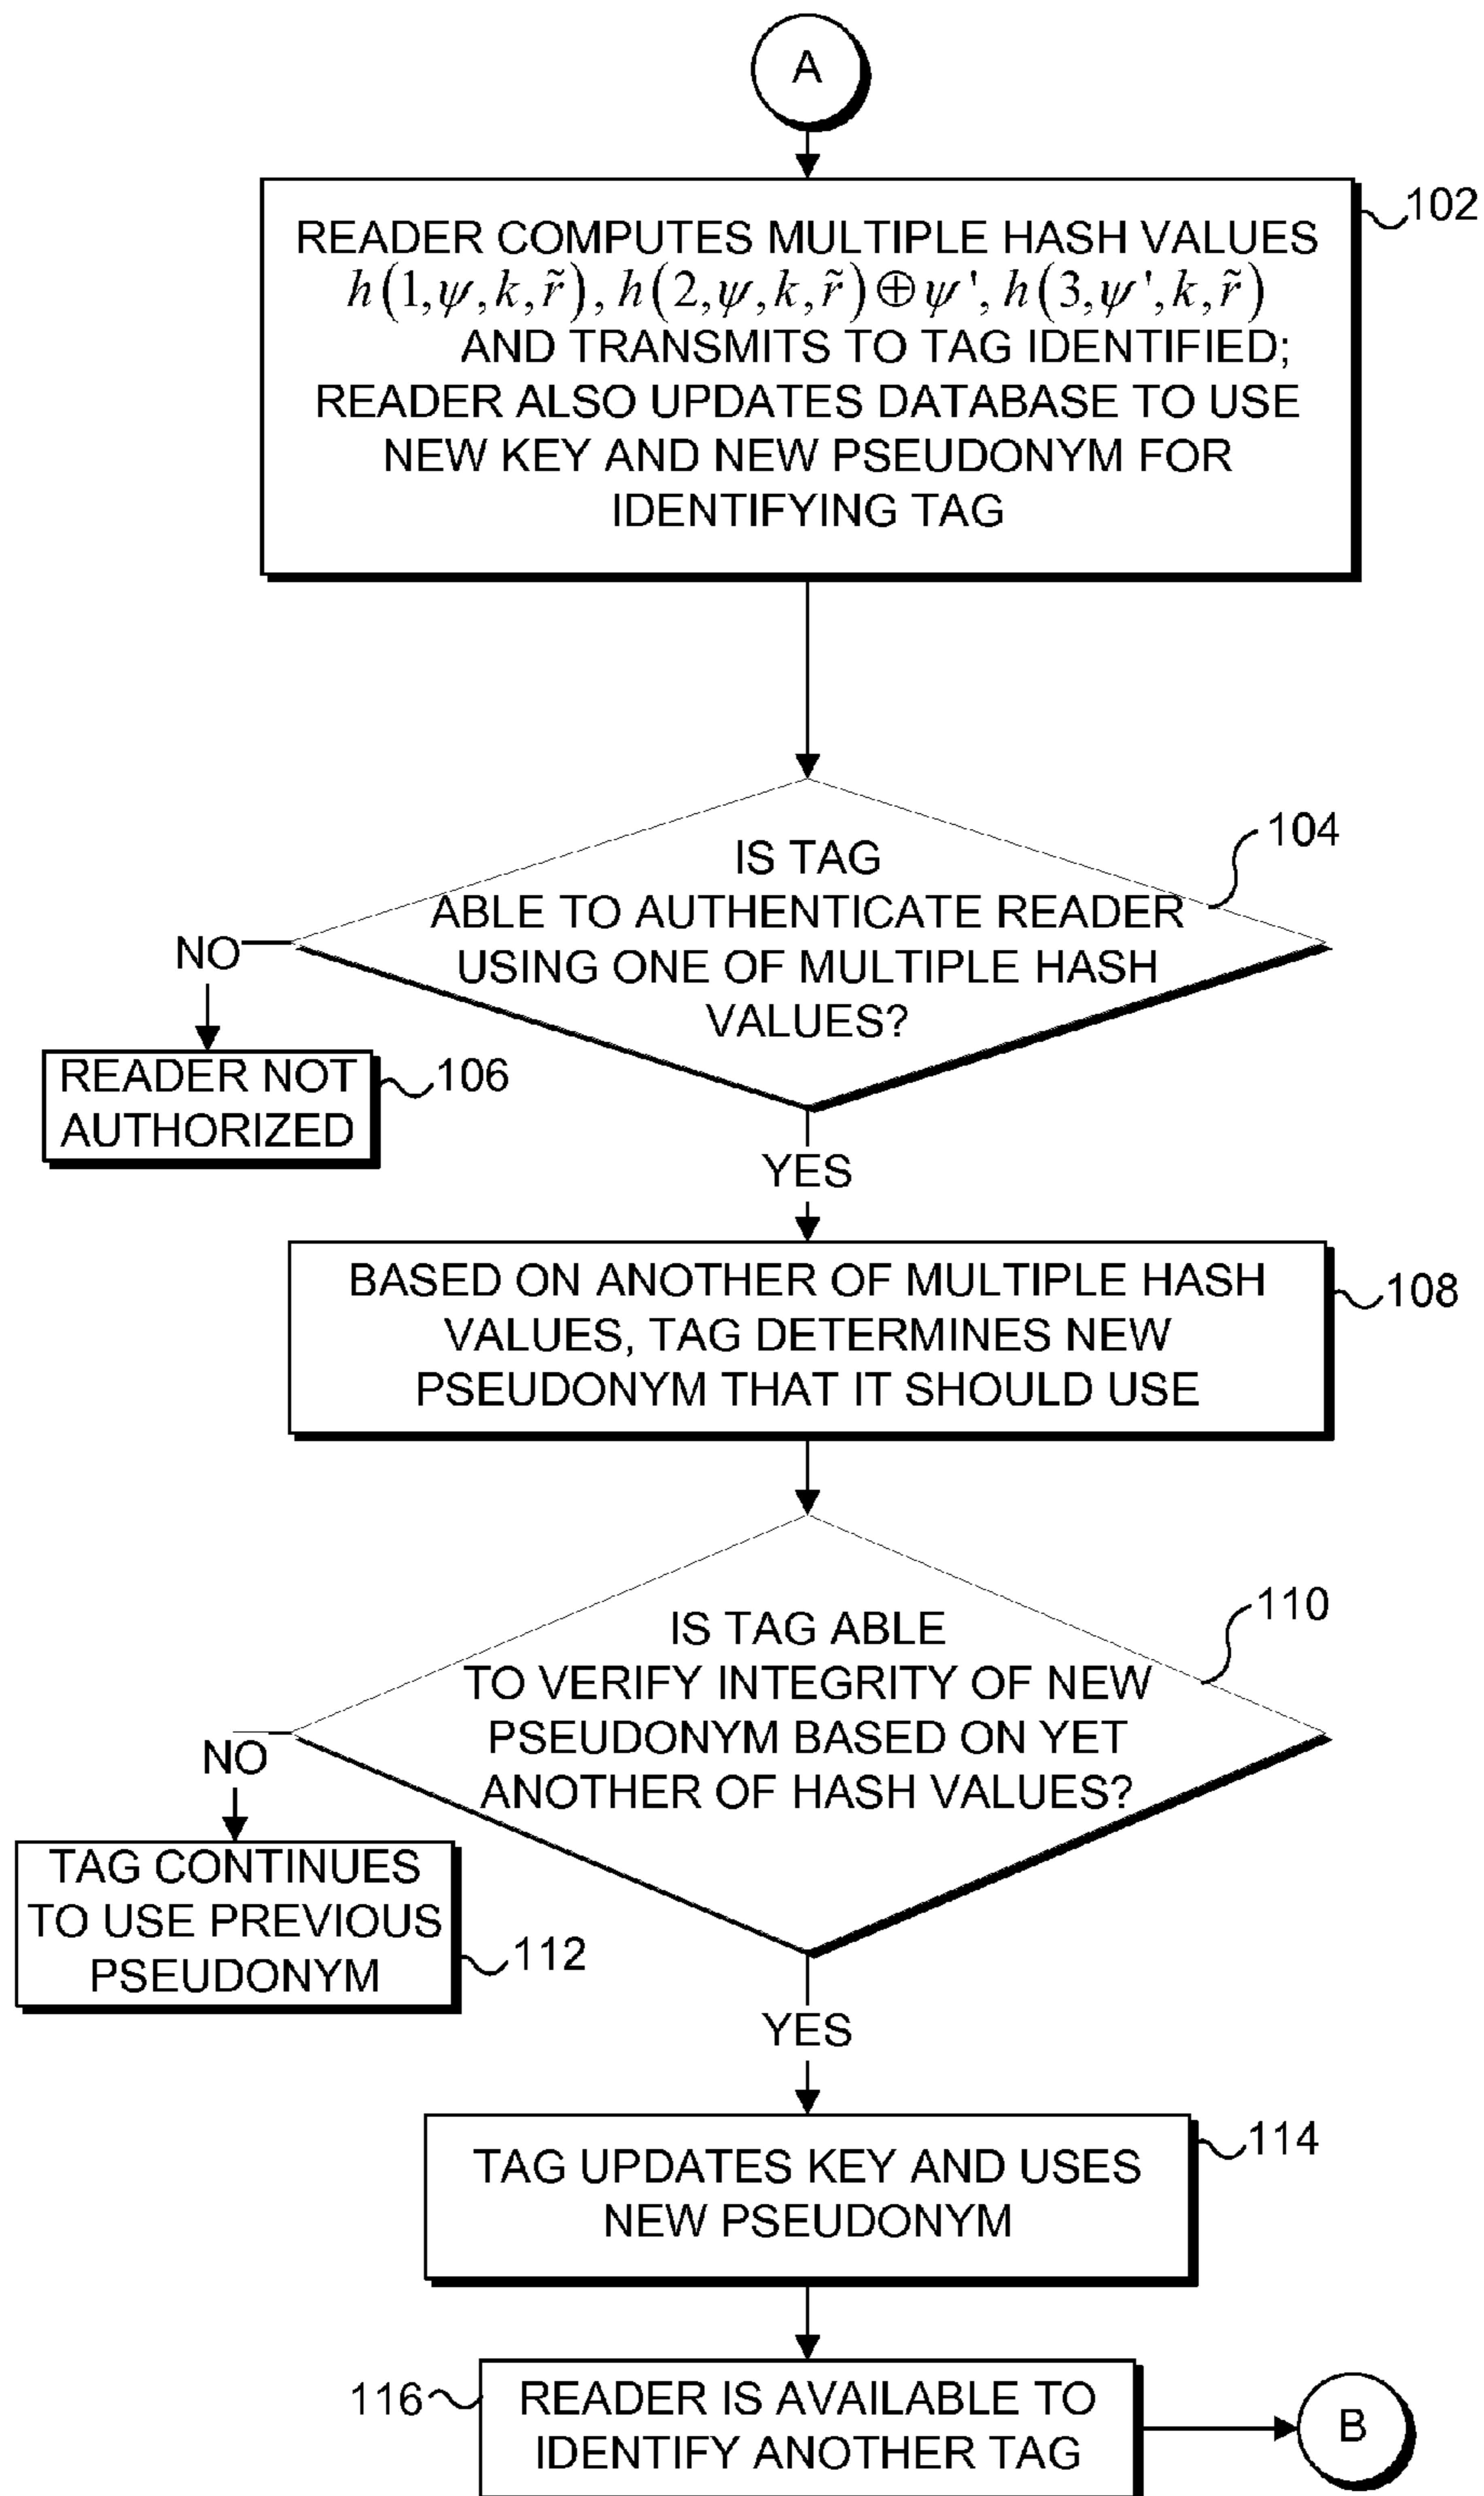 A
READER COMPUTES MULTIPLE HASH VALUES
h(1,ψ,k,r̃), h(2,ψ,k,r̃)⊕ψ', h(3,ψ',k,r̃)
AND TRANSMITS TO TAG IDENTIFIED;
READER ALSO UPDATES DATABASE TO USE
NEW KEY AND NEW PSEUDONYM FOR
IDENTIFYING TAG
102
IS TAG
ABLE TO AUTHENTICATE READER
USING ONE OF MULTIPLE HASH
VALUES?
104
NO
READER NOT
AUTHORIZED
106
YES
BASED ON ANOTHER OF MULTIPLE HASH
VALUES, TAG DETERMINES NEW
PSEUDONYM THAT IT SHOULD USE
108
IS TAG ABLE
TO VERIFY INTEGRITY OF NEW
PSEUDONYM BASED ON YET
ANOTHER OF HASH VALUES?
110
NO
TAG CONTINUES
TO USE PREVIOUS
PSEUDONYM
112
YES
TAG UPDATES KEY AND USES
NEW PSEUDONYM
114
116
READER IS AVAILABLE TO
IDENTIFY ANOTHER TAG
B